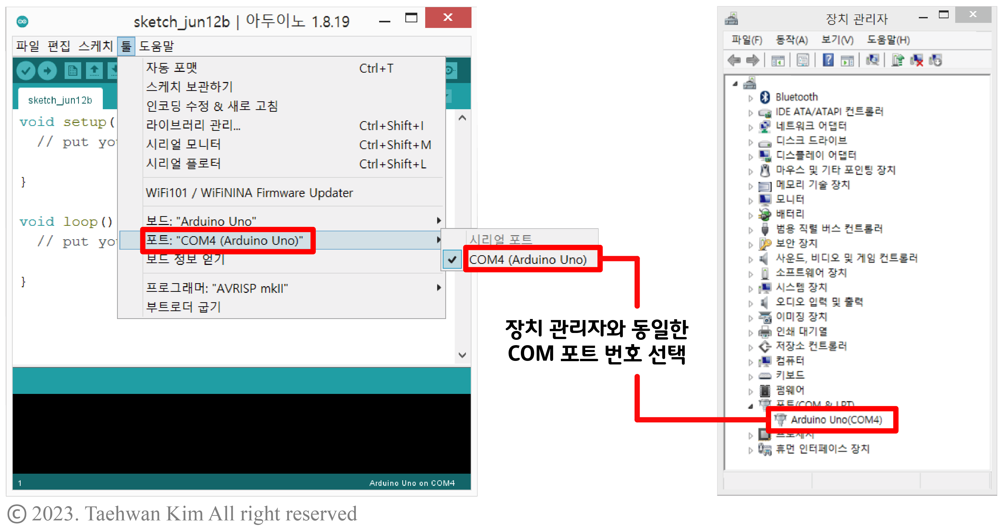 sketch_jun12b | 아두이노 1.8.19
파일 편집 스케치 툴 도움말
sketch_jun12b
void setup(
// put you
}
void loop()
// put you
}
자동 포맷 Ctrl+T
스케치 보관하기
인코딩 수정 & 새로 고침
라이브러리 관리... Ctrl+Shift+I
시리얼 모니터 Ctrl+Shift+M
시리얼 플로터 Ctrl+Shift+L
WiFi101 / WiFiNINA Firmware Updater
보드: "Arduino Uno"
포트: "COM4 (Arduino Uno)"
보드 정보 얻기
프로그래머: "AVRISP mkII"
부트로더 굽기
시리얼 포트
COM4 (Arduino Uno)
1 Arduino Uno on COM4
장치 관리자와 동일한
COM 포트 번호 선택
장치 관리자
파일(F) 동작(A) 보기(V) 도움말(H)
Bluetooth
IDE ATA/ATAPI 컨트롤러
네트워크 어댑터
디스크 드라이브
디스플레이 어댑터
마우스 및 기타 포인팅 장치
메모리 기술 장치
모니터
배터리
범용 직렬 버스 컨트롤러
보안 장치
사운드, 비디오 및 게임 컨트롤러
소프트웨어 장치
시스템 장치
오디오 입력 및 출력
이미징 장치
인쇄 대기열
저장소 컨트롤러
컴퓨터
키보드
펌웨어
포트(COM & LPT)
Arduino Uno(COM4)
프로세서
휴먼 인터페이스 장치
© 2023. Taehwan Kim All right reserved